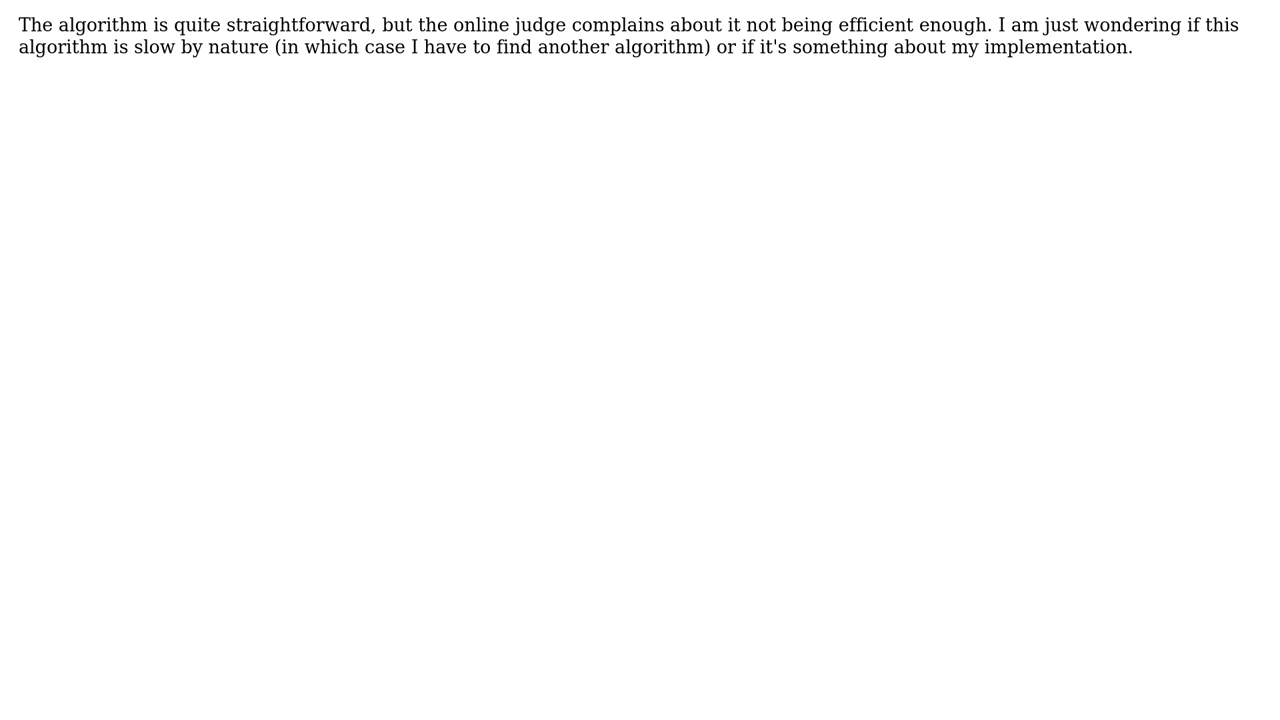 The algorithm is quite straightforward, but the online judge complains about it not being efficient enough. I am just wondering if this
algorithm is slow by nature (in which case I have to find another algorithm) or if it's something about my implementation.